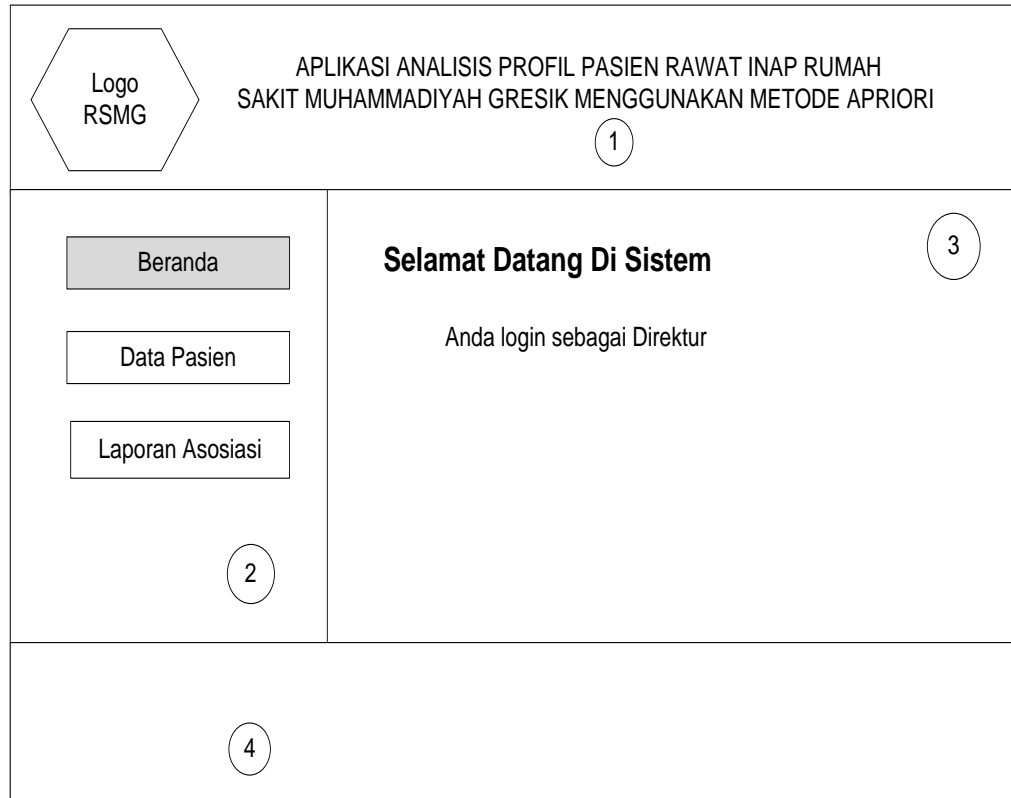 Logo
RSMG
APLIKASI ANALISIS PROFIL PASIEN RAWAT INAP RUMAH
SAKIT MUHAMMADIYAH GRESIK MENGGUNAKAN METODE APRIORI
1
Beranda
Data Pasien
Laporan Asosiasi
2
Selamat Datang Di Sistem
3
Anda login sebagai Direktur
4